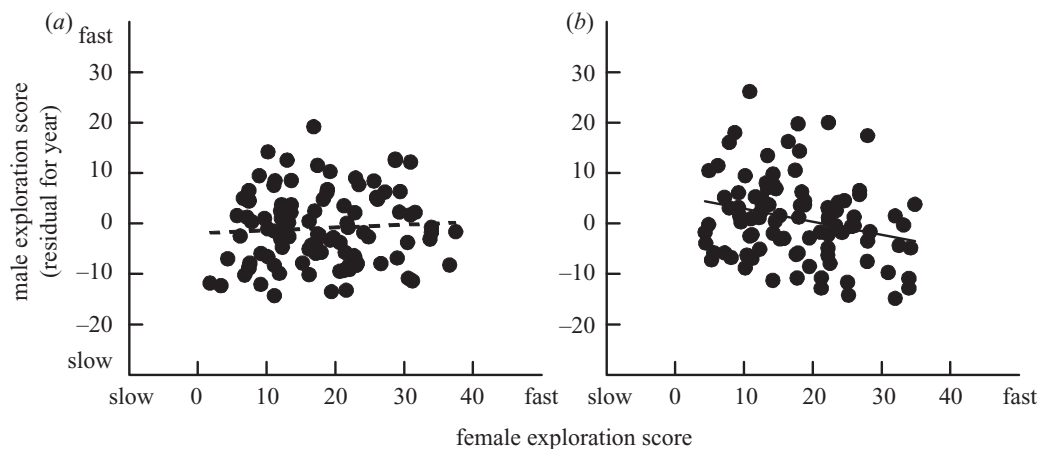 male exploration score
(residual for year)
(a)
fast
30
20
10
0
–10
–20
slow
slow 0 10 20 30 40 fast
(b)
30
20
10
0
–10
–20
slow 0 10 20 30 40 fast
female exploration score